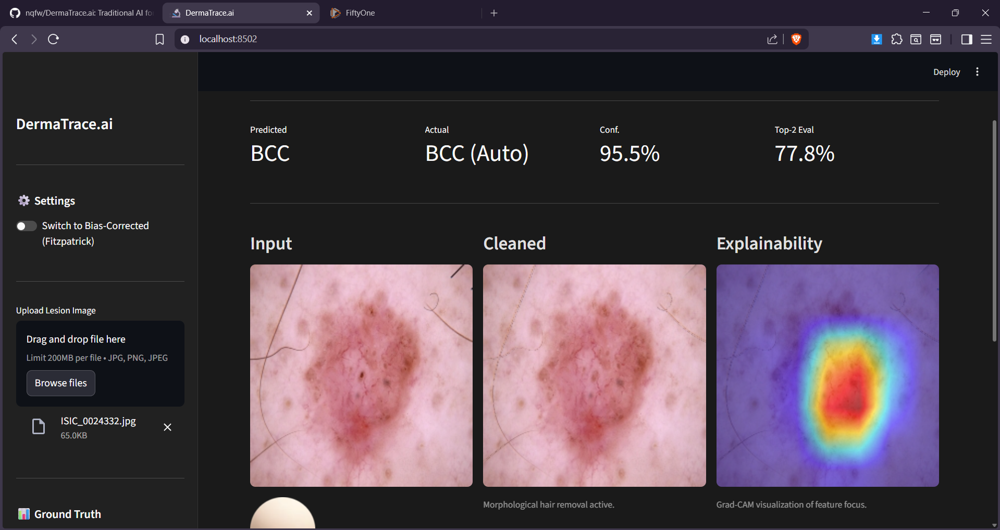 nqfw/DermaTrace.ai: Traditional AI fo
DermaTrace.ai
FiftyOne
localhost:8502
Deploy
DermaTrace.ai
Settings
Switch to Bias-Corrected
(Fitzpatrick)
Upload Lesion Image
Drag and drop file here
Limit 200MB per file • JPG, PNG, JPEG
Browse files
ISIC_0024332.jpg
65.0KB
Ground Truth
Predicted
BCC
Actual
BCC (Auto)
Conf.
95.5%
Top-2 Eval
77.8%
Input
Cleaned
Explainability
Morphological hair removal active.
Grad-CAM visualization of feature focus.